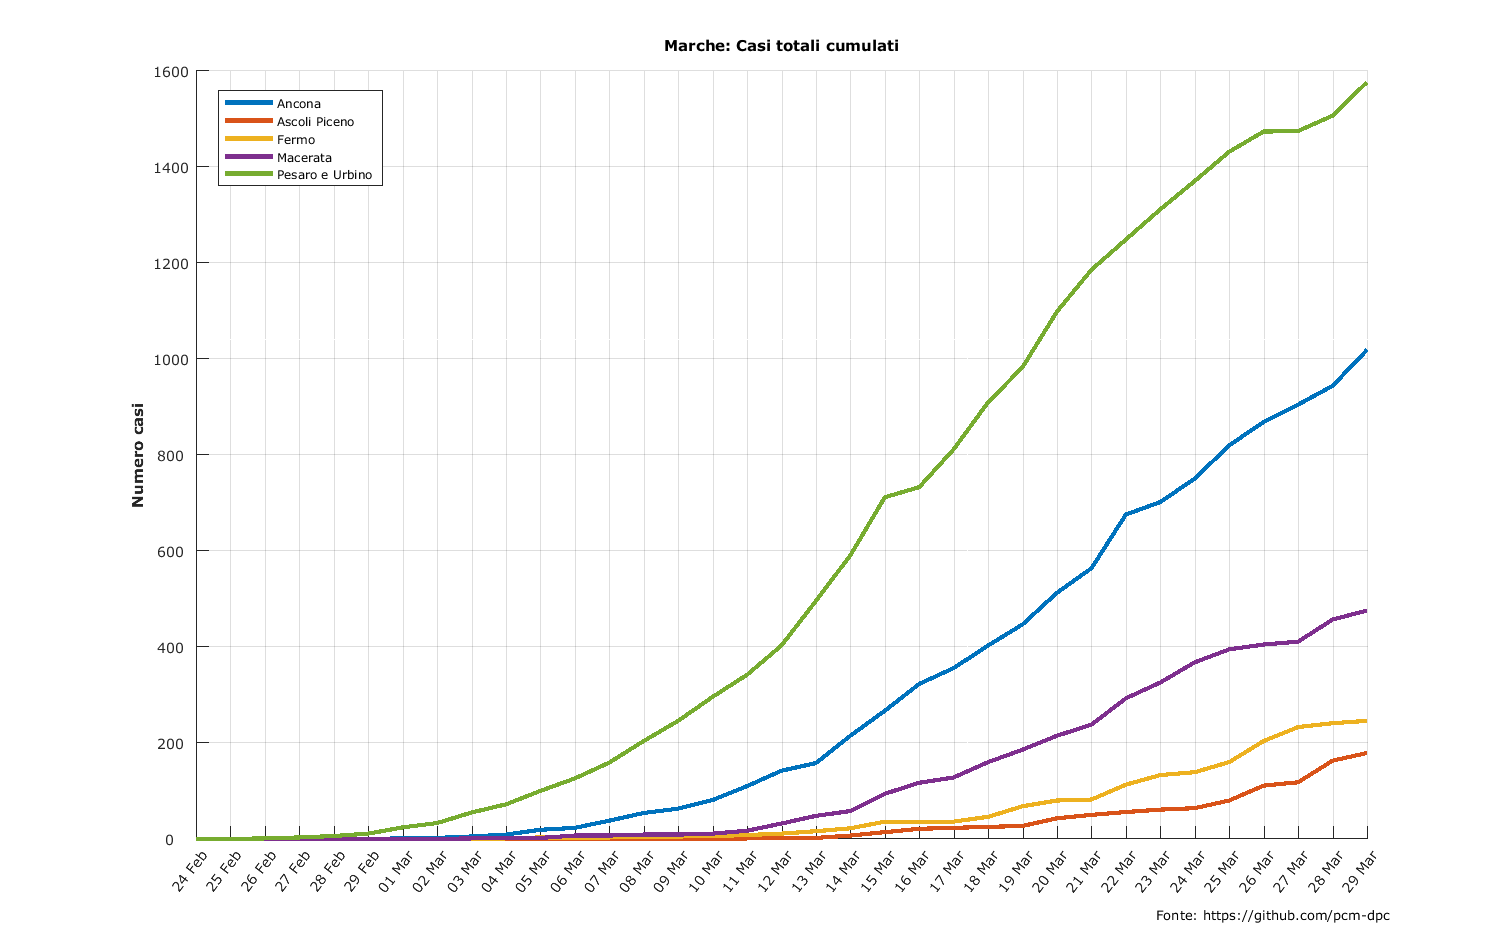 Marche: Casi totali cumulati
1600
1400
1200
1000
800
600
400
200
0
Numero casi
Ancona
Ascoli Piceno
Fermo
Macerata
Pesaro e Urbino
24 Feb
25 Feb
26 Feb
27 Feb
28 Feb
29 Feb
01 Mar
02 Mar
03 Mar
04 Mar
05 Mar
06 Mar
07 Mar
08 Mar
09 Mar
10 Mar
11 Mar
12 Mar
13 Mar
14 Mar
15 Mar
16 Mar
17 Mar
18 Mar
19 Mar
20 Mar
21 Mar
22 Mar
23 Mar
24 Mar
25 Mar
26 Mar
27 Mar
28 Mar
29 Mar
Fonte: https://github.com/pcm-dpc